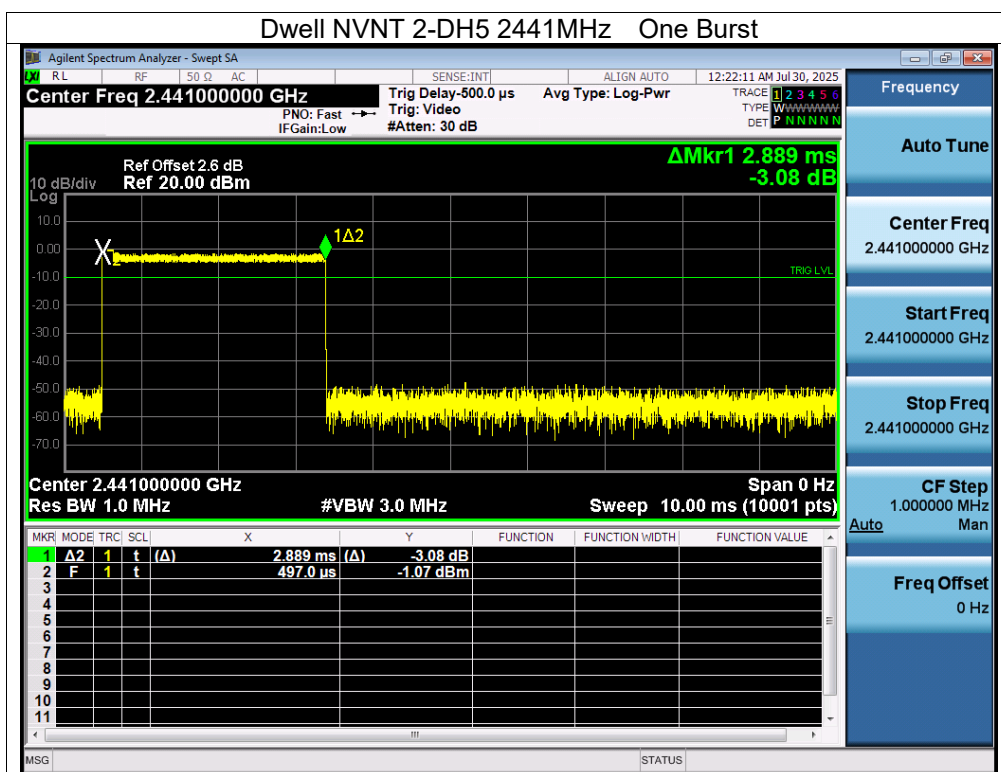 Dwell NVNT 2-DH5 2441MHz One Burst
Agilent Spectrum Analyzer - Swept SA
LXI RL RF 50 Ω AC SENSE:INT ALIGN AUTO 12:22:11 AM Jul 30, 2025
Center Freq 2.441000000 GHz Trig Delay-500.0 µs Avg Type: Log-Pwr TRACE 1 2 3 4 5 6
PNO: Fast Trig: Video TYPE WWWWWW
IFGain:Low #Atten: 30 dB DET P N N N N N
Frequency
ΔMkr1 2.889 ms
-3.08 dB
Ref Offset 2.6 dB
10 dB/div Ref 20.00 dBm
Log
10.0
0.00
-10.0
-20.0
-30.0
-40.0
-50.0
-60.0
-70.0
2
1Δ2
TRIG LVL
Center 2.441000000 GHz Span 0 Hz
Res BW 1.0 MHz #VBW 3.0 MHz Sweep 10.00 ms (10001 pts)
MKR MODE TRC SCL X Y FUNCTION FUNCTION WIDTH FUNCTION VALUE
1 Δ2 1 t (Δ) 2.889 ms (Δ) -3.08 dB
2 F 1 t 497.0 µs -1.07 dBm
3
4
5
6
7
8
9
10
11
MSG STATUS
Auto Tune
Center Freq
2.441000000 GHz
Start Freq
2.441000000 GHz
Stop Freq
2.441000000 GHz
CF Step
1.000000 MHz
Auto Man
Freq Offset
0 Hz